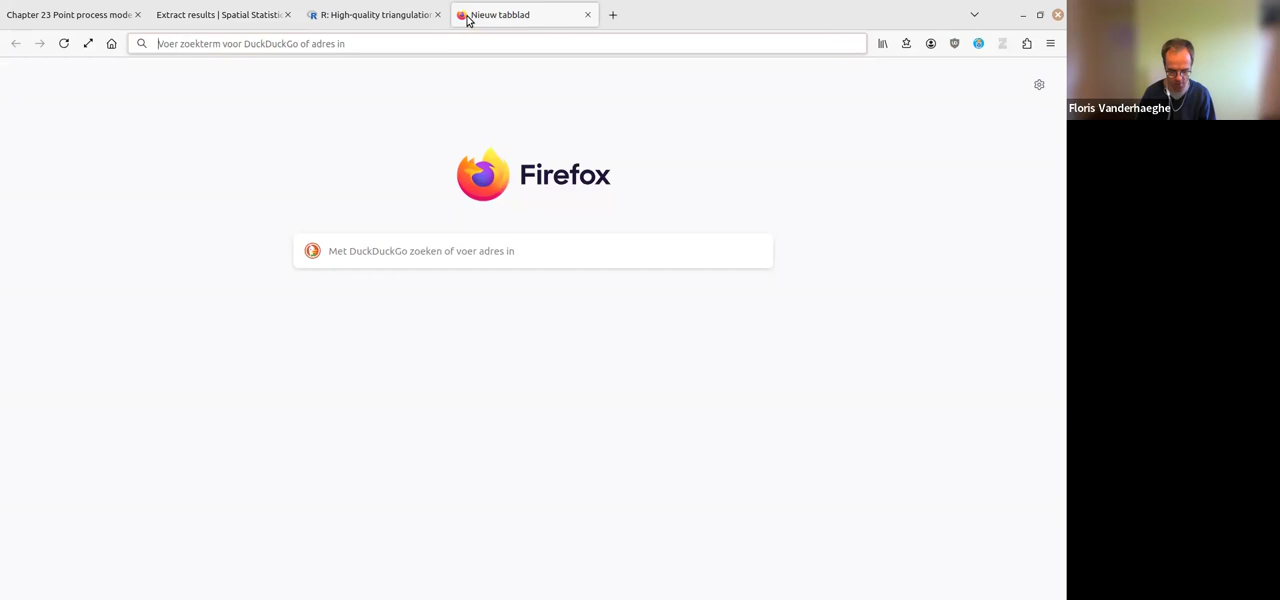 Chapter 23 Point process mode
Extract results | Spatial Statisti
R: High-quality triangulation
Nieuw tabblad
Voer zoekterm voor DuckDuckGo of adres in
Floris Vanderhaeghe
Firefox
Met DuckDuckGo zoeken of voer adres in